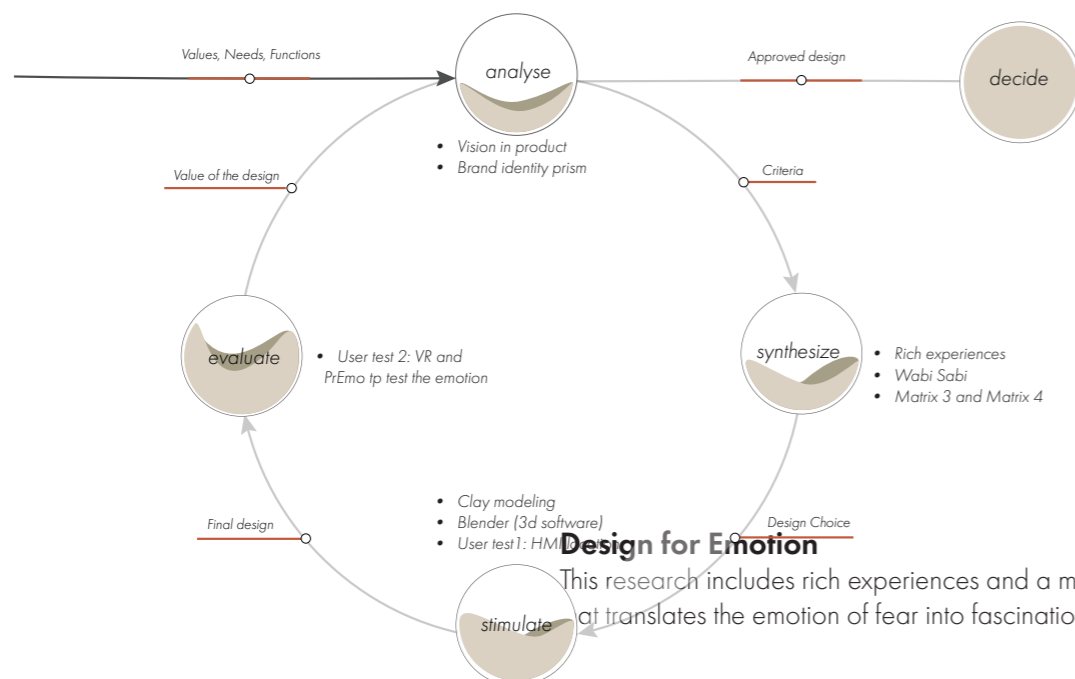 Values, Needs, Functions
analyse
Approved design
decide
• Vision in product
• Brand identity prism
Value of the design
Criteria
evaluate
• User test 2: VR and
PrEmo tp test the emotion
synthesize
• Rich experiences
• Wabi Sabi
• Matrix 3 and Matrix 4
• Clay modeling
• Blender (3d software)
• User test1: HMI location
Final design
Design Choice
Design for Emotion
This research includes rich experiences and a m
at translates the emotion of fear into fascinatio
stimulate